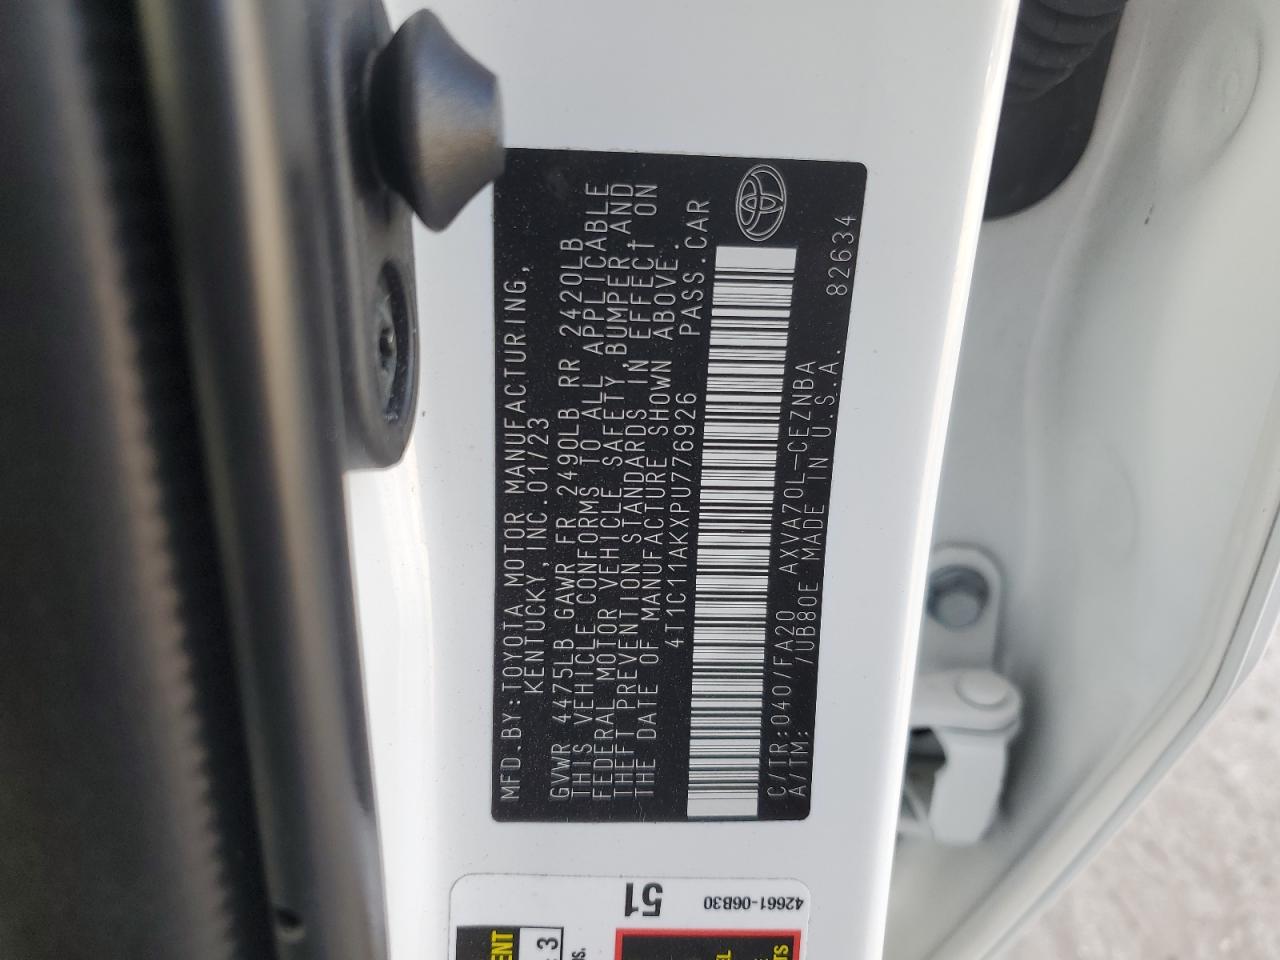 MFD.BY:TOYOTA MOTOR MANUFACTURING,
KENTUCKY, INC. 01/23
GVWR 4475LB GAWR FR 2490LB RR 2420LB
THIS VEHICLE CONFORMS TO ALL APPLICABLE
FEDERAL MOTOR VEHICLE SAFETY, BUMPER, AND
THEFT PREVENTION STANDARDS IN EFFECT ON
THE DATE OF MANUFACTURE SHOWN ABOVE.
4T1C11AKXPU776926 PASS.CAR
C/TR:040/FA20 AXVA70L-CEZNBA
A/TM: /UB80E MADE IN U.S.A.
82634
51
42661-06B30
ENT
3